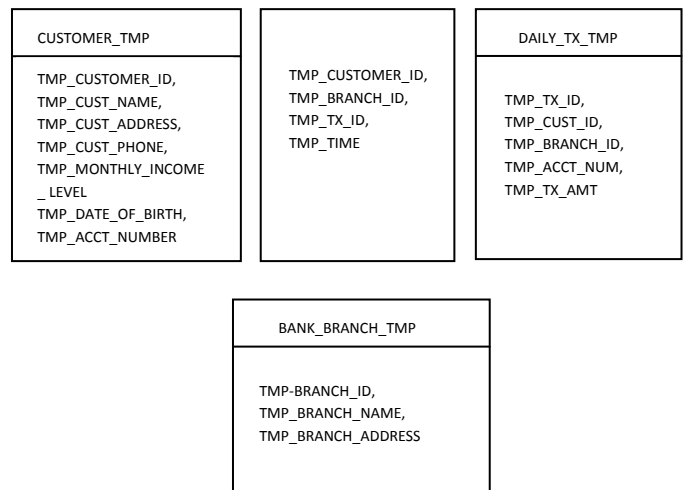 CUSTOMER_TMP
TMP_CUSTOMER_ID,
TMP_CUST_NAME,
TMP_CUST_ADDRESS,
TMP_CUST_PHONE,
TMP_MONTHLY_INCOME
_ LEVEL
TMP_DATE_OF_BIRTH,
TMP_ACCT_NUMBER
TMP_CUSTOMER_ID,
TMP_BRANCH_ID,
TMP_TX_ID,
TMP_TIME
DAILY_TX_TMP
TMP_TX_ID,
TMP_CUST_ID,
TMP_BRANCH_ID,
TMP_ACCT_NUM,
TMP_TX_AMT
BANK_BRANCH_TMP
TMP-BRANCH_ID,
TMP_BRANCH_NAME,
TMP_BRANCH_ADDRESS